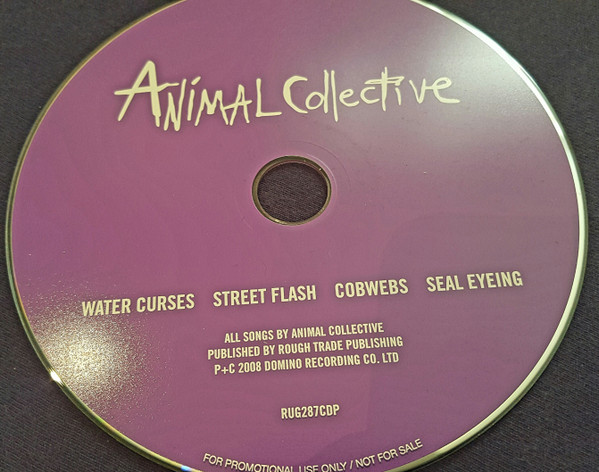 ANiMAL Collective
WATER CURSES STREET FLASH COBWEBS SEAL EYEING
ALL SONGS BY ANIMAL COLLECTIVE
PUBLISHED BY ROUGH TRADE PUBLISHING
P+C 2008 DOMINO RECORDING CO. LTD
RUG287CDP
FOR PROMOTIONAL USE ONLY / NOT FOR SALE